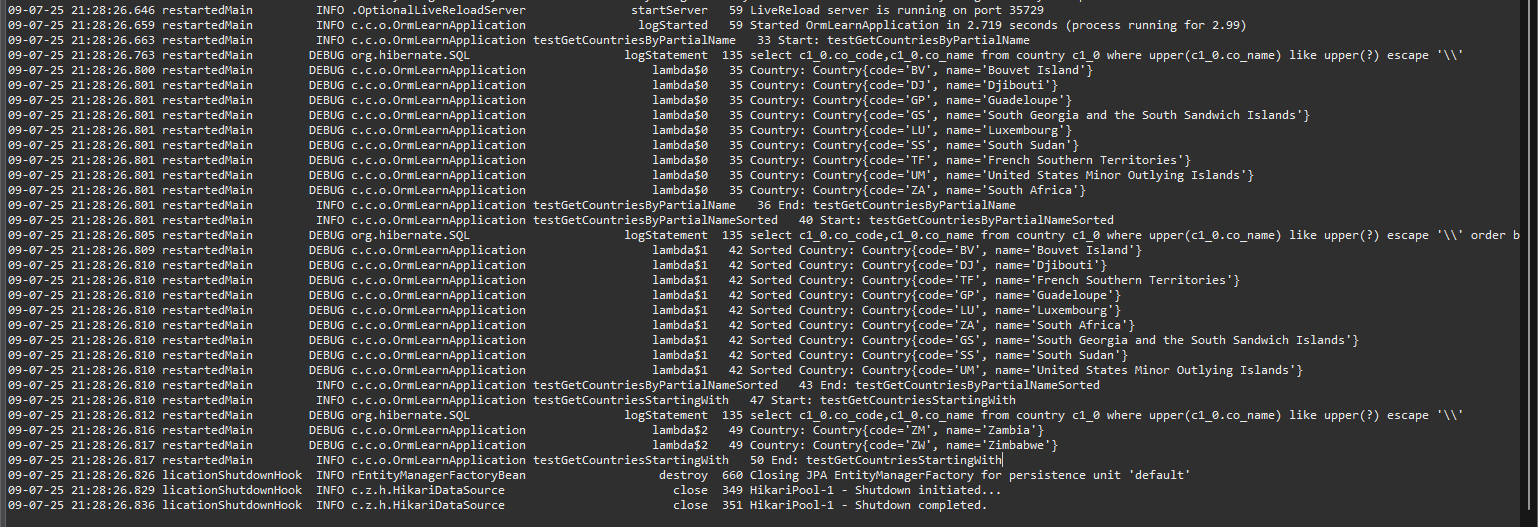 09-07-25 21:28:26.646 restartedMain        INFO .OptionalLiveReloadServer               startServer   59 LiveReload server is running on port 35729
09-07-25 21:28:26.659 restartedMain        INFO c.c.o.OrmLearnApplication                logStarted   59 Started OrmLearnApplication in 2.719 seconds (process running for 2.99)
09-07-25 21:28:26.663 restartedMain        INFO c.c.o.OrmLearnApplication testGetCountriesByPartialName   33 Start: testGetCountriesByPartialName
09-07-25 21:28:26.763 restartedMain       DEBUG org.hibernate.SQL                      logStatement  135 select c1_0.co_code,c1_0.co_name from country c1_0 where upper(c1_0.co_name) like upper(?) escape '\\'
09-07-25 21:28:26.800 restartedMain       DEBUG c.c.o.OrmLearnApplication                  lambda$0   35 Country: Country{code='BV', name='Bouvet Island'}
09-07-25 21:28:26.801 restartedMain       DEBUG c.c.o.OrmLearnApplication                  lambda$0   35 Country: Country{code='DJ', name='Djibouti'}
09-07-25 21:28:26.801 restartedMain       DEBUG c.c.o.OrmLearnApplication                  lambda$0   35 Country: Country{code='GP', name='Guadeloupe'}
09-07-25 21:28:26.801 restartedMain       DEBUG c.c.o.OrmLearnApplication                  lambda$0   35 Country: Country{code='GS', name='South Georgia and the South Sandwich Islands'}
09-07-25 21:28:26.801 restartedMain       DEBUG c.c.o.OrmLearnApplication                  lambda$0   35 Country: Country{code='LU', name='Luxembourg'}
09-07-25 21:28:26.801 restartedMain       DEBUG c.c.o.OrmLearnApplication                  lambda$0   35 Country: Country{code='SS', name='South Sudan'}
09-07-25 21:28:26.801 restartedMain       DEBUG c.c.o.OrmLearnApplication                  lambda$0   35 Country: Country{code='TF', name='French Southern Territories'}
09-07-25 21:28:26.801 restartedMain       DEBUG c.c.o.OrmLearnApplication                  lambda$0   35 Country: Country{code='UM', name='United States Minor Outlying Islands'}
09-07-25 21:28:26.801 restartedMain       DEBUG c.c.o.OrmLearnApplication                  lambda$0   35 Country: Country{code='ZA', name='South Africa'}
09-07-25 21:28:26.801 restartedMain        INFO c.c.o.OrmLearnApplication testGetCountriesByPartialName   36 End: testGetCountriesByPartialName
09-07-25 21:28:26.801 restartedMain        INFO c.c.o.OrmLearnApplication testGetCountriesByPartialNameSorted   40 Start: testGetCountriesByPartialNameSorted
09-07-25 21:28:26.805 restartedMain       DEBUG org.hibernate.SQL                      logStatement  135 select c1_0.co_code,c1_0.co_name from country c1_0 where upper(c1_0.co_name) like upper(?) escape '\\' order b
09-07-25 21:28:26.809 restartedMain       DEBUG c.c.o.OrmLearnApplication                  lambda$1   42 Sorted Country: Country{code='BV', name='Bouvet Island'}
09-07-25 21:28:26.810 restartedMain       DEBUG c.c.o.OrmLearnApplication                  lambda$1   42 Sorted Country: Country{code='DJ', name='Djibouti'}
09-07-25 21:28:26.810 restartedMain       DEBUG c.c.o.OrmLearnApplication                  lambda$1   42 Sorted Country: Country{code='TF', name='French Southern Territories'}
09-07-25 21:28:26.810 restartedMain       DEBUG c.c.o.OrmLearnApplication                  lambda$1   42 Sorted Country: Country{code='GP', name='Guadeloupe'}
09-07-25 21:28:26.810 restartedMain       DEBUG c.c.o.OrmLearnApplication                  lambda$1   42 Sorted Country: Country{code='LU', name='Luxembourg'}
09-07-25 21:28:26.810 restartedMain       DEBUG c.c.o.OrmLearnApplication                  lambda$1   42 Sorted Country: Country{code='ZA', name='South Africa'}
09-07-25 21:28:26.810 restartedMain       DEBUG c.c.o.OrmLearnApplication                  lambda$1   42 Sorted Country: Country{code='GS', name='South Georgia and the South Sandwich Islands'}
09-07-25 21:28:26.810 restartedMain       DEBUG c.c.o.OrmLearnApplication                  lambda$1   42 Sorted Country: Country{code='SS', name='South Sudan'}
09-07-25 21:28:26.810 restartedMain       DEBUG c.c.o.OrmLearnApplication                  lambda$1   42 Sorted Country: Country{code='UM', name='United States Minor Outlying Islands'}
09-07-25 21:28:26.810 restartedMain        INFO c.c.o.OrmLearnApplication testGetCountriesByPartialNameSorted   43 End: testGetCountriesByPartialNameSorted
09-07-25 21:28:26.810 restartedMain        INFO c.c.o.OrmLearnApplication testGetCountriesStartingWith   47 Start: testGetCountriesStartingWith
09-07-25 21:28:26.812 restartedMain       DEBUG org.hibernate.SQL                      logStatement  135 select c1_0.co_code,c1_0.co_name from country c1_0 where upper(c1_0.co_name) like upper(?) escape '\\'
09-07-25 21:28:26.816 restartedMain       DEBUG c.c.o.OrmLearnApplication                  lambda$2   49 Country: Country{code='ZM', name='Zambia'}
09-07-25 21:28:26.817 restartedMain       DEBUG c.c.o.OrmLearnApplication                  lambda$2   49 Country: Country{code='ZW', name='Zimbabwe'}
09-07-25 21:28:26.817 restartedMain        INFO c.c.o.OrmLearnApplication testGetCountriesStartingWith   50 End: testGetCountriesStartingWith
09-07-25 21:28:26.826 licationShutdownHook  INFO rEntityManagerFactoryBean                   destroy  660 Closing JPA EntityManagerFactory for persistence unit 'default'
09-07-25 21:28:26.829 licationShutdownHook  INFO c.z.h.HikariDataSource                        close  349 HikariPool-1 - Shutdown initiated...
09-07-25 21:28:26.836 licationShutdownHook  INFO c.z.h.HikariDataSource                        close  351 HikariPool-1 - Shutdown completed.